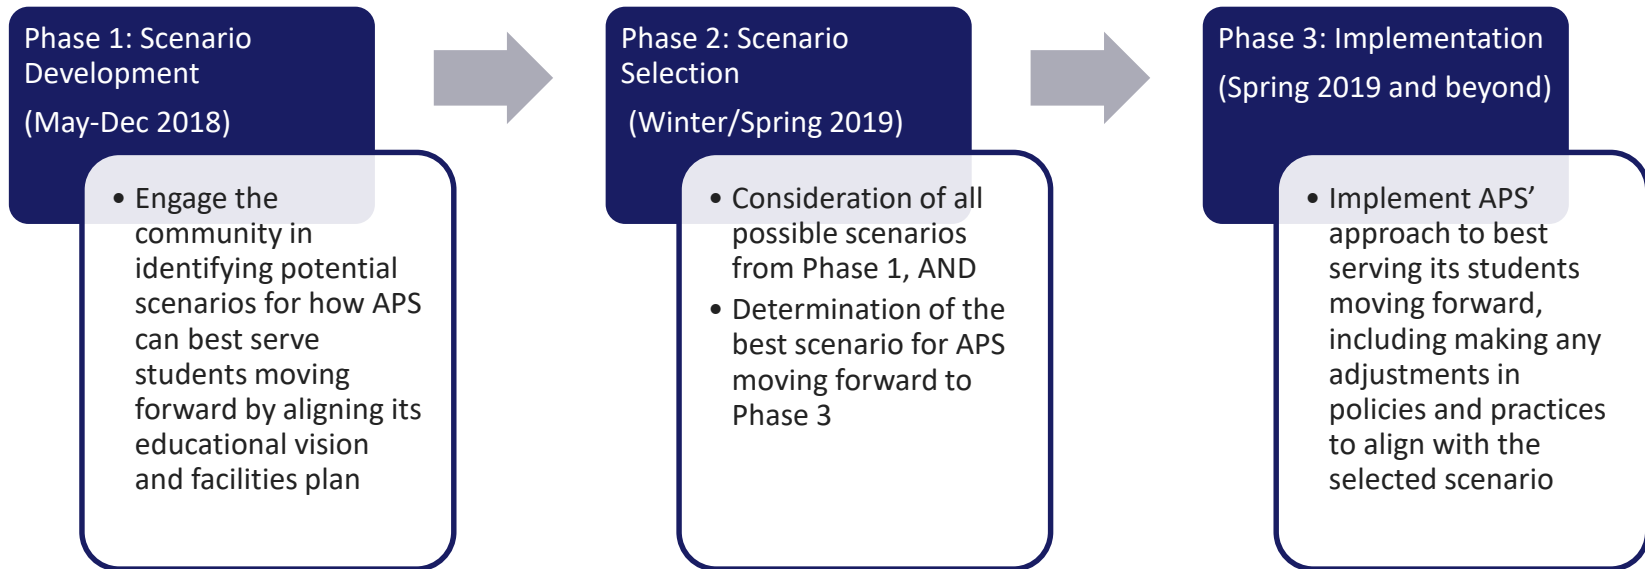 Phase 1: Scenario
Development
(May-Dec 2018)
• Engage the
community in
identifying potential
scenarios for how APS
can best serve
students moving
forward by aligning its
educational vision
and facilities plan
Phase 2: Scenario
Selection
(Winter/Spring 2019)
• Consideration of all
possible scenarios
from Phase 1, AND
• Determination of the
best scenario for APS
moving forward to
Phase 3
Phase 3: Implementation
(Spring 2019 and beyond)
• Implement APS’
approach to best
serving its students
moving forward,
including making any
adjustments in
policies and practices
to align with the
selected scenario